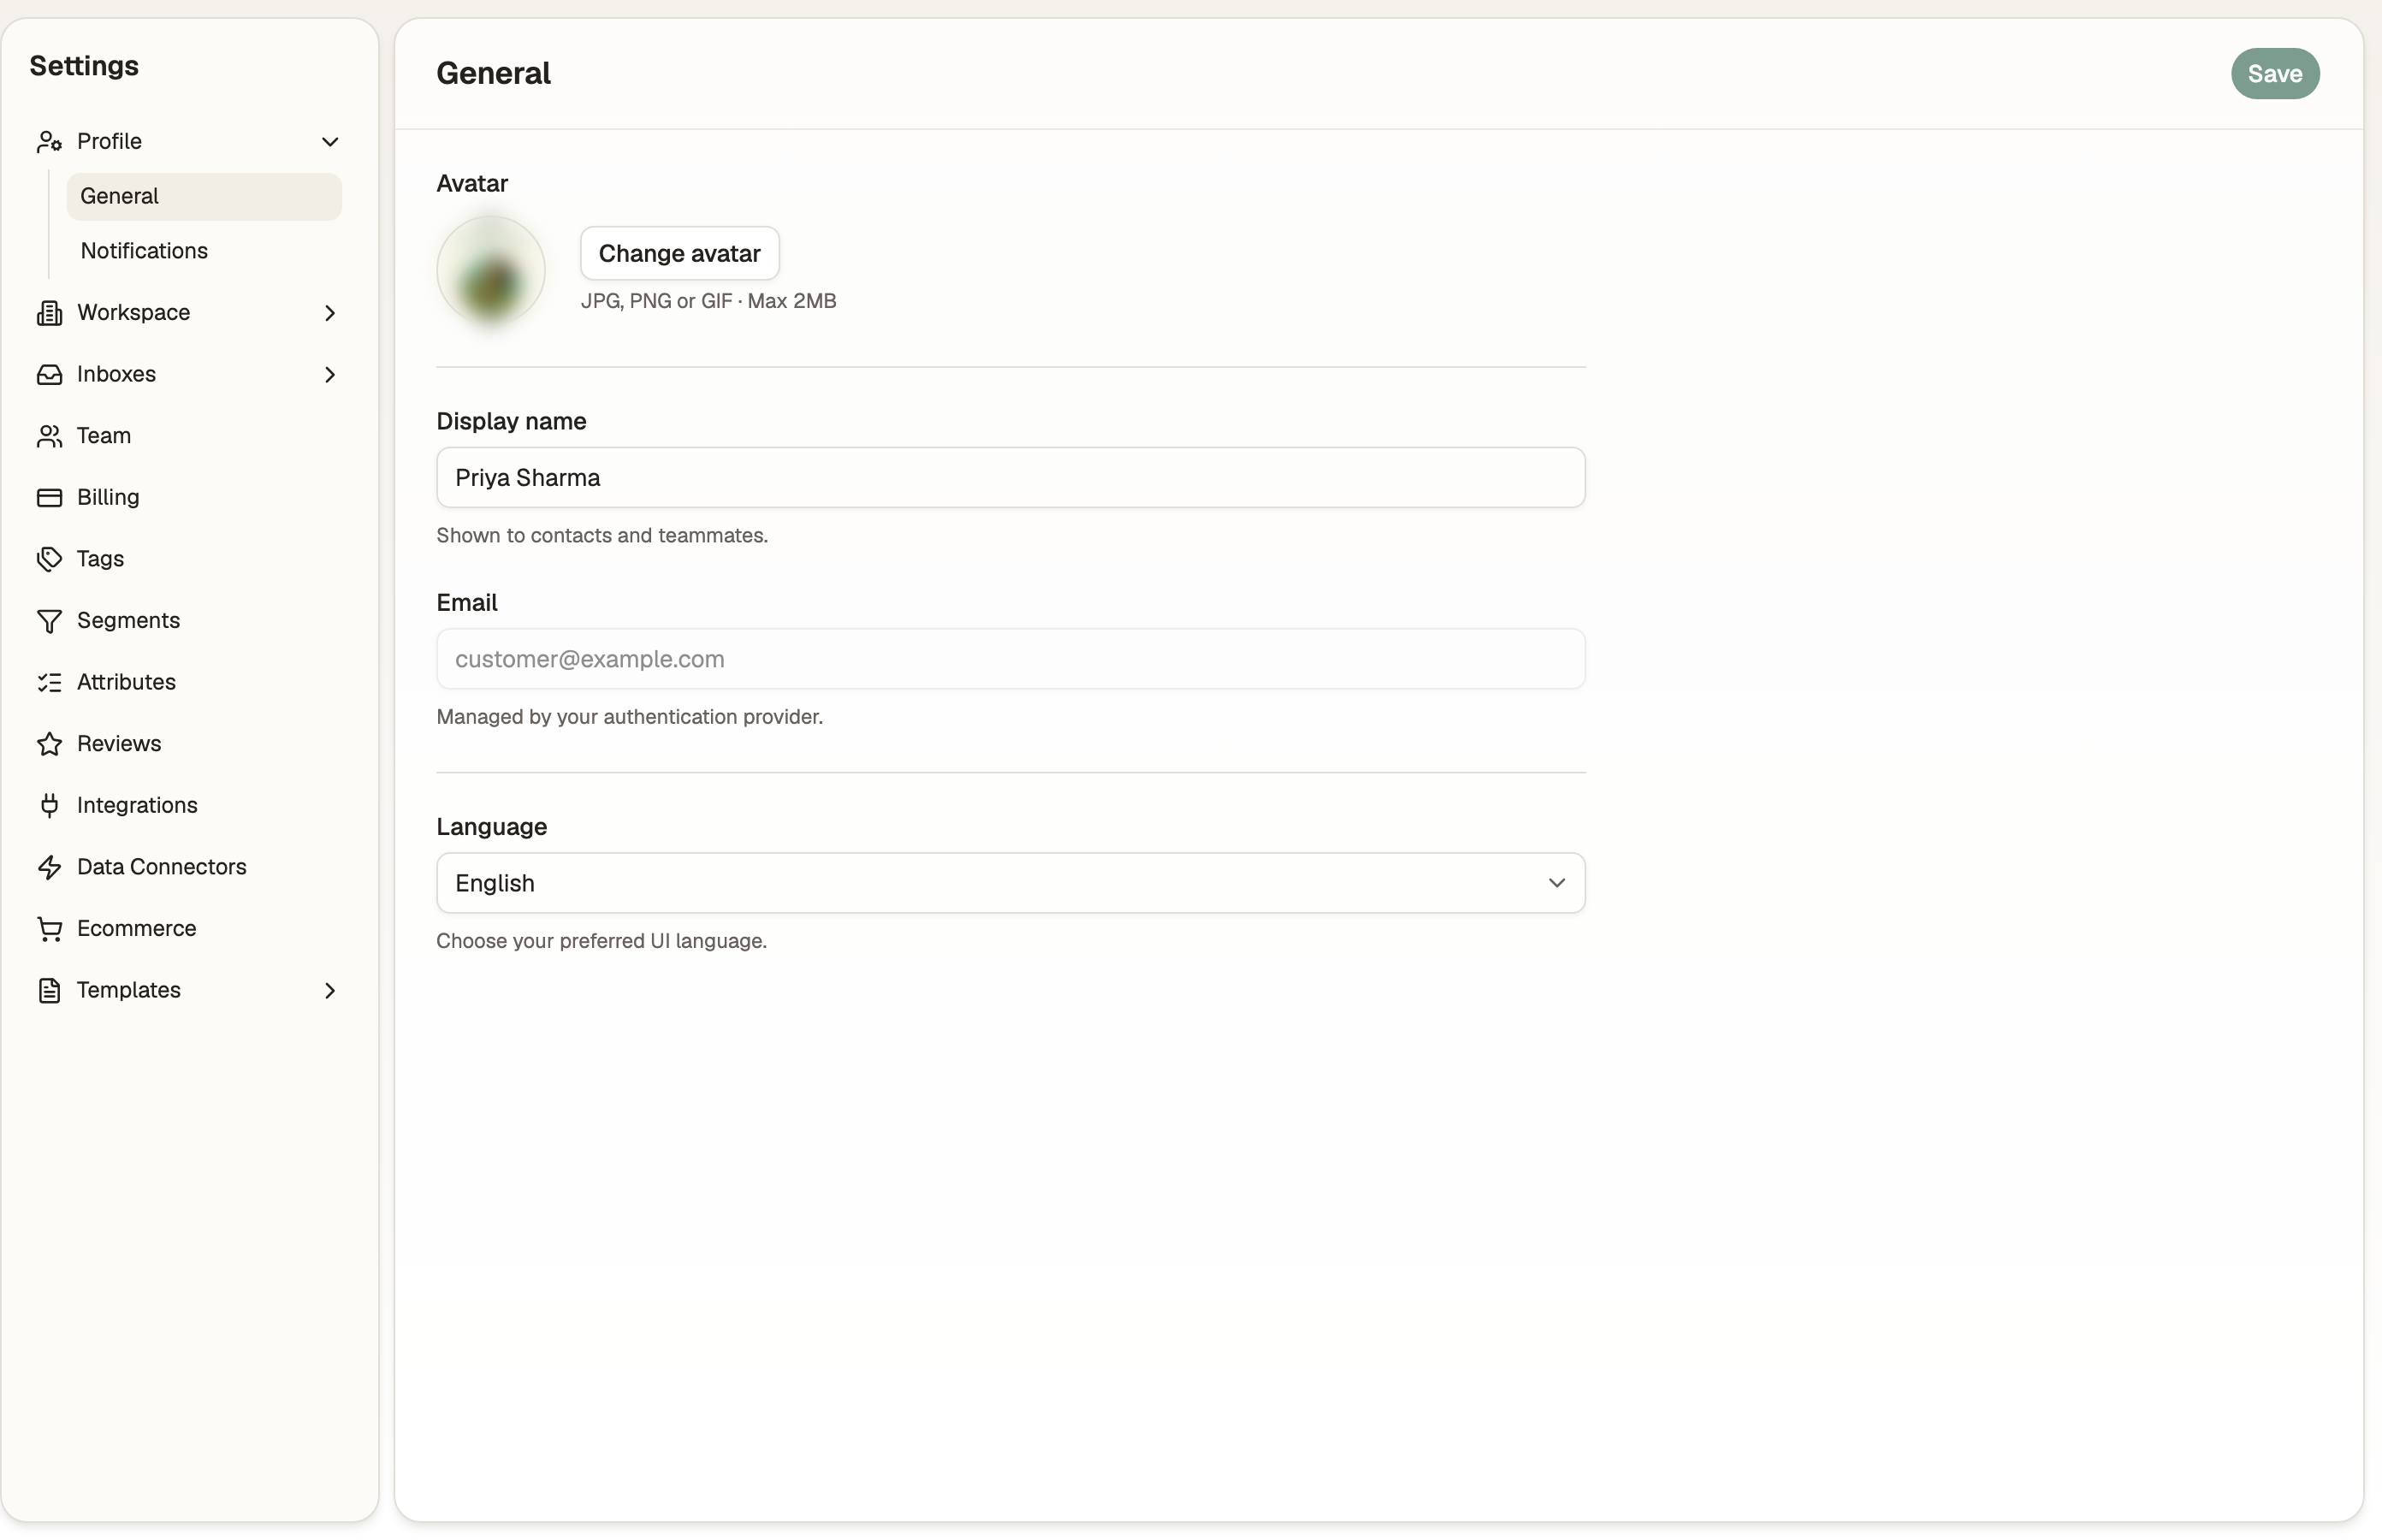 Settings
Profile
General
Notifications
Workspace
Inboxes
Team
Billing
Tags
Segments
Attributes
Reviews
Integrations
Data Connectors
Ecommerce
Templates
General
Save
Avatar
Change avatar
JPG, PNG or GIF · Max 2MB
Display name
Priya Sharma
Shown to contacts and teammates.
Email
customer@example.com
Managed by your authentication provider.
Language
English
Choose your preferred UI language.